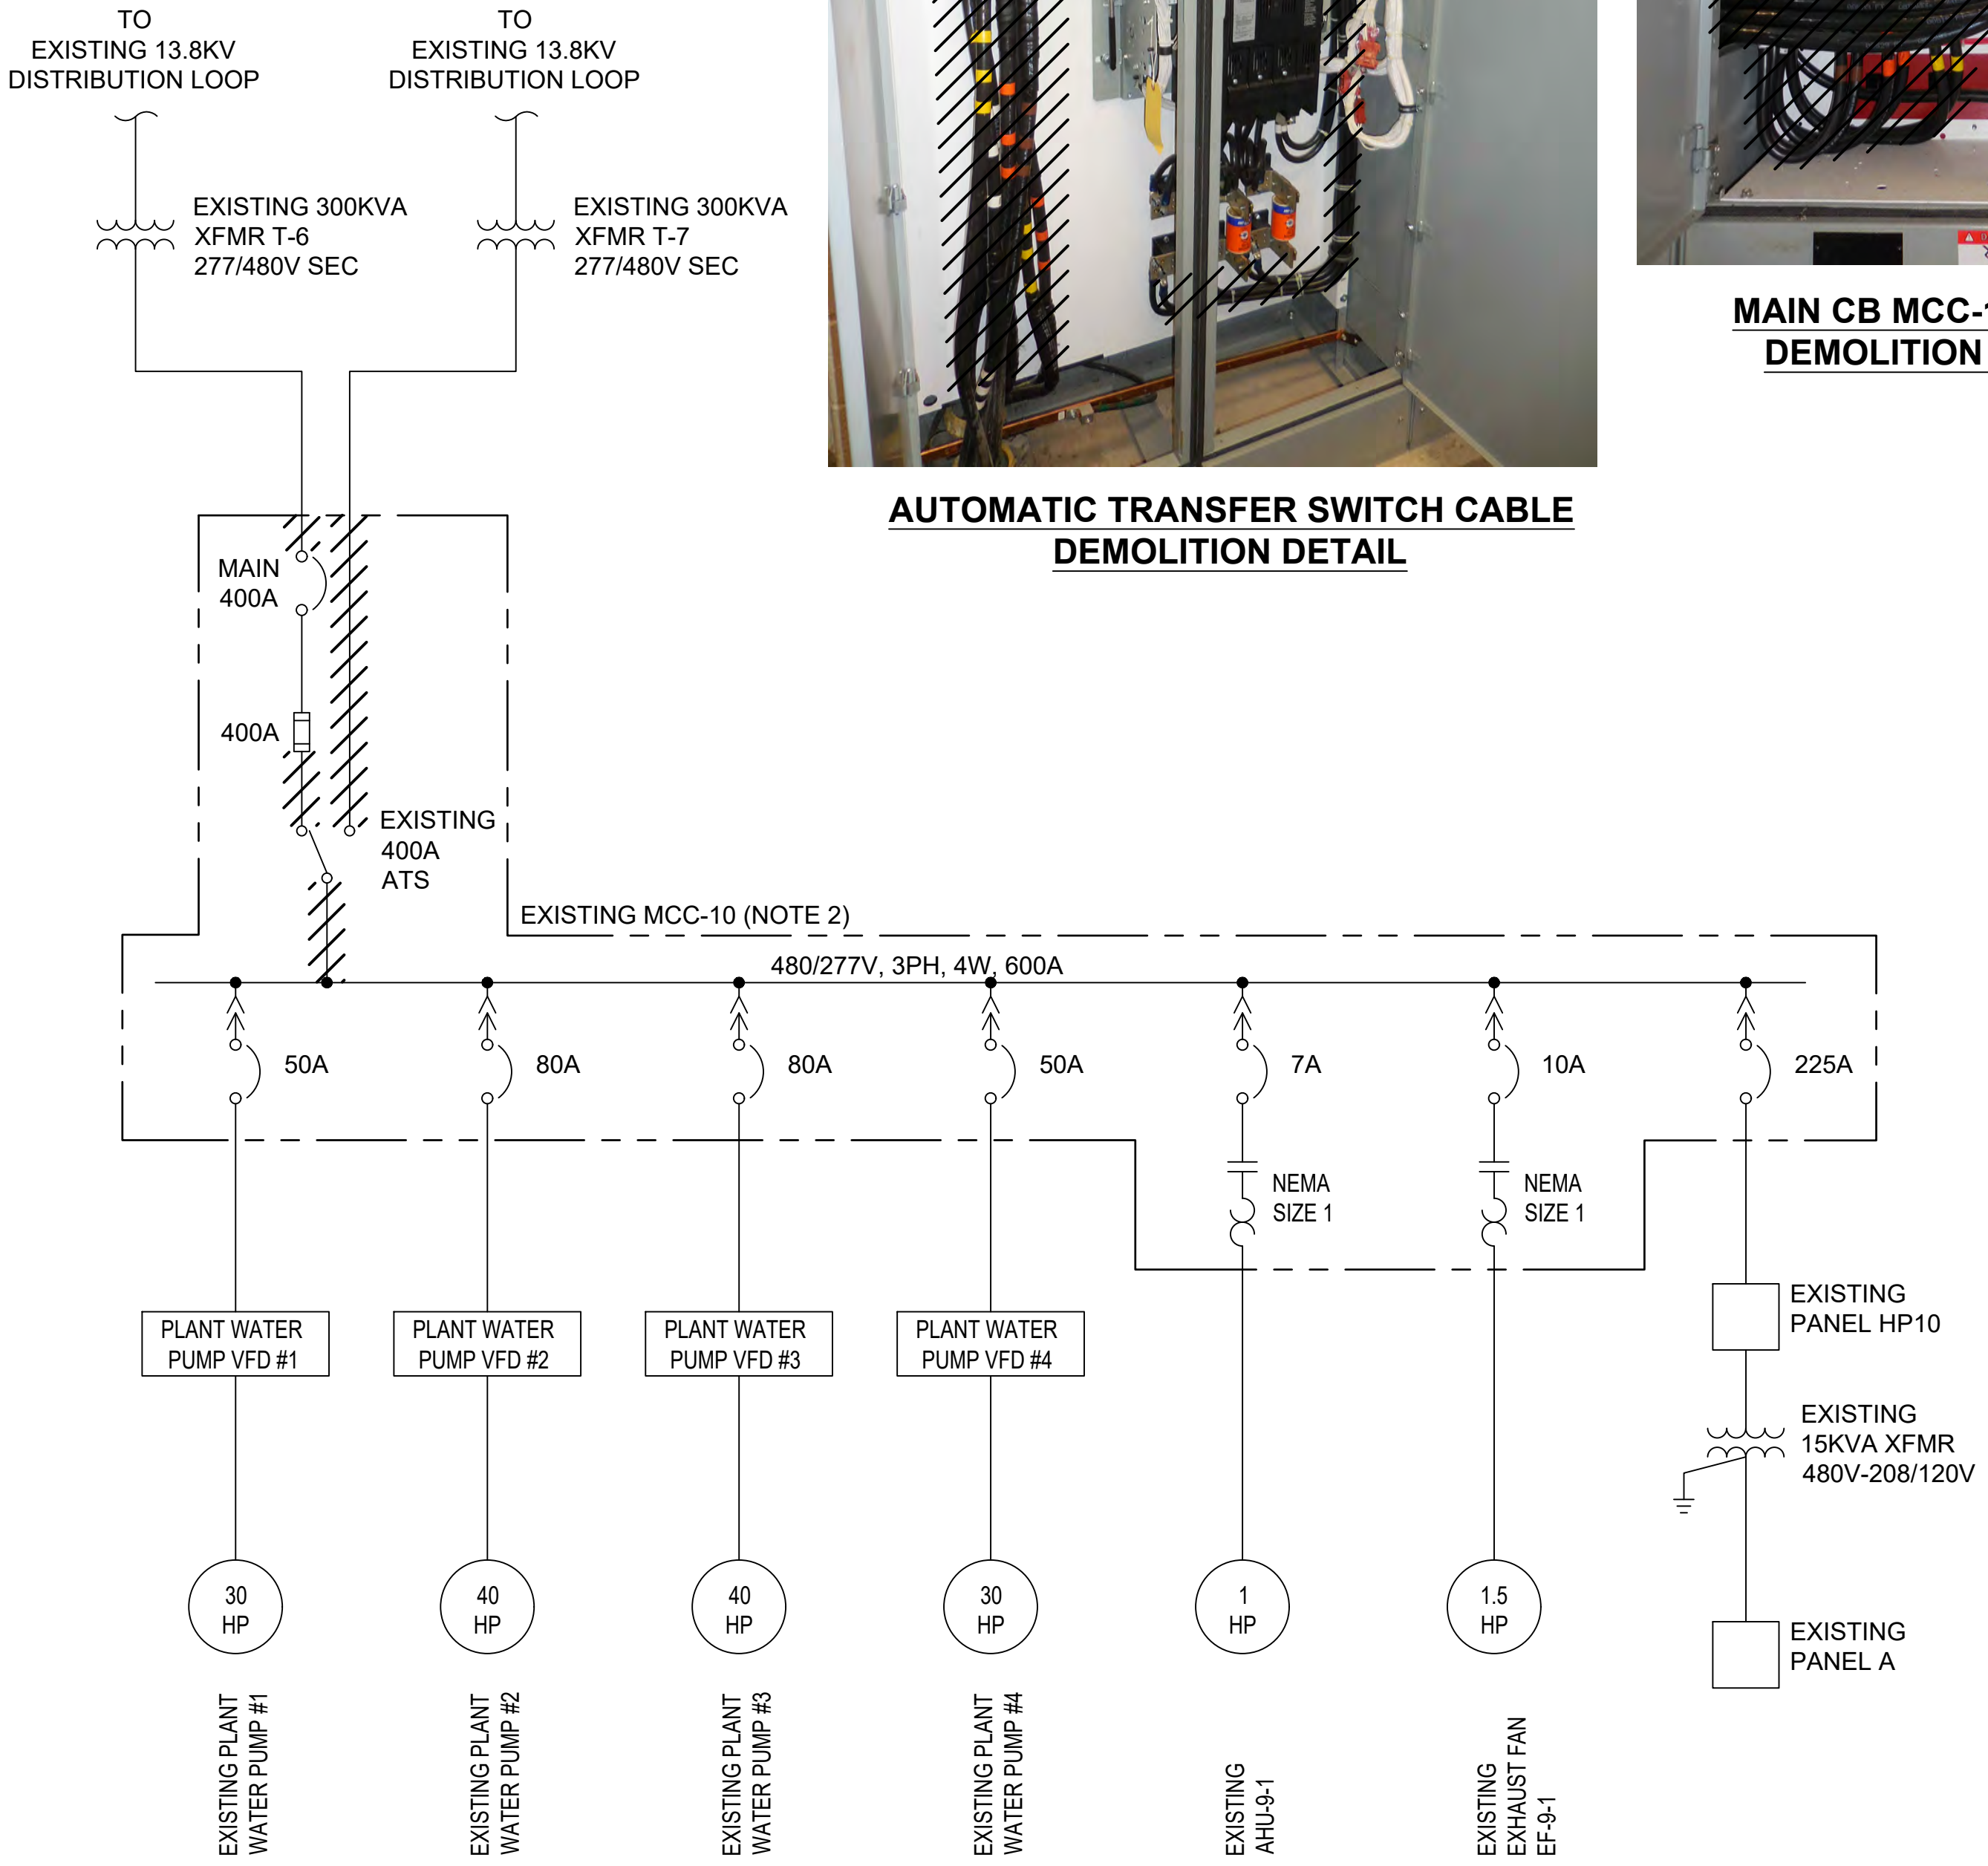 TO
EXISTING 13.8KV
DISTRIBUTION LOOP
TO
EXISTING 13.8KV
DISTRIBUTION LOOP
EXISTING 300KVA
XFMR T-6
277/480V SEC
EXISTING 300KVA
XFMR T-7
277/480V SEC
MAIN CB MCC-1
DEMOLITION
AUTOMATIC TRANSFER SWITCH CABLE
DEMOLITION DETAIL
MAIN
400A
400A
EXISTING
400A
ATS
EXISTING MCC-10 (NOTE 2)
480/277V, 3PH, 4W, 600A
50A
80A
80A
50A
7A
10A
225A
NEMA
SIZE 1
NEMA
SIZE 1
PLANT WATER
PUMP VFD #1
PLANT WATER
PUMP VFD #2
PLANT WATER
PUMP VFD #3
PLANT WATER
PUMP VFD #4
EXISTING
PANEL HP10
EXISTING
15KVA XFMR
480V-208/120V
30
HP
40
HP
40
HP
30
HP
1
HP
1.5
HP
EXISTING
PANEL A
EXISTING PLANT
WATER PUMP #1
EXISTING PLANT
WATER PUMP #2
EXISTING PLANT
WATER PUMP #3
EXISTING PLANT
WATER PUMP #4
EXISTING
AHU-9-1
EXISTING
EXHAUST FAN
EF-9-1